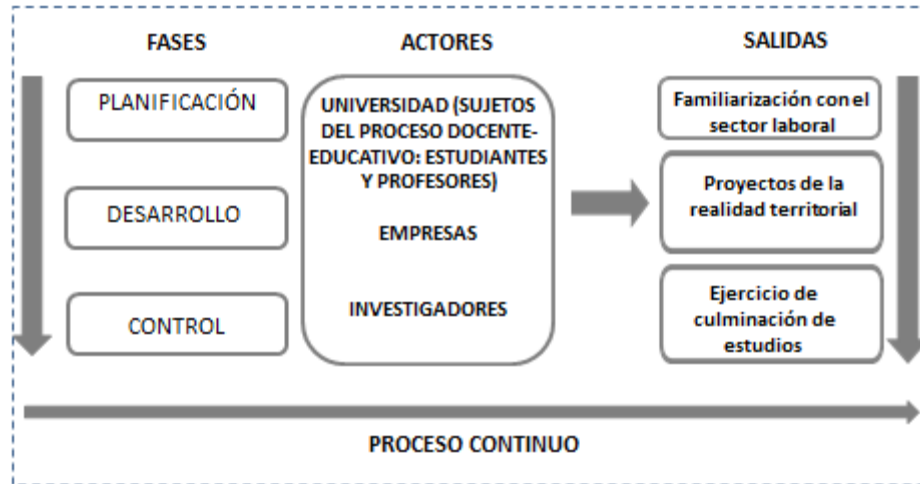 FASES
ACTORES
SALIDAS
PLANIFICACIÓN
DESARROLLO
CONTROL
UNIVERSIDAD (SUJETOS
DEL PROCESO DOCENTE-
EDUCATIVO: ESTUDIANTES
Y PROFESORES)
EMPRESAS
INVESTIGADORES
Familiarización con el
sector laboral
Proyectos de la
realidad territorial
Ejercicio de
culminación de
estudios
PROCESO CONTINUO